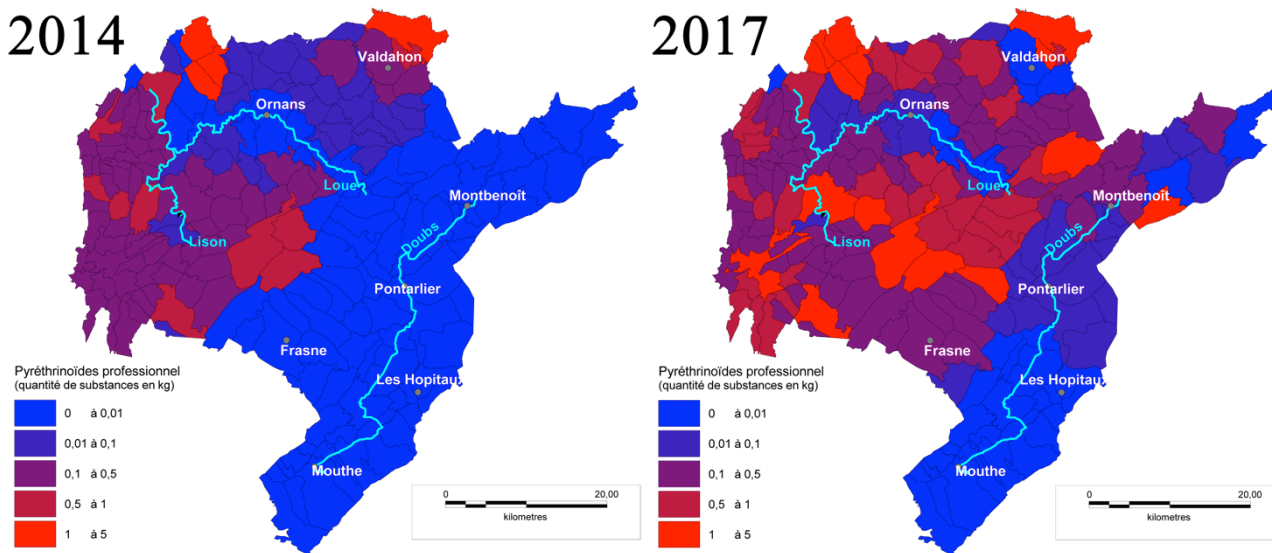 2014
Valdahon
Ornans
Loue
Montbenoît
Lison
Doubs
Pontarlier
Frasne
Les Hopitaux
Mouthe
Pyréthrinoïdes professionnel
(quantité de substances en kg)
0 à 0,01
0,01 à 0,1
0,1 à 0,5
0,5 à 1
1 à 5
0 20,00
kilometres
2017
Valdahon
Ornans
Loue
Montbenoît
Lison
Doubs
Pontarlier
Frasne
Les Hopitaux
Mouthe
Pyréthrinoïdes professionnel
(quantité de substances en kg)
0 à 0,01
0,01 à 0,1
0,1 à 0,5
0,5 à 1
1 à 5
0 20,00
kilometres